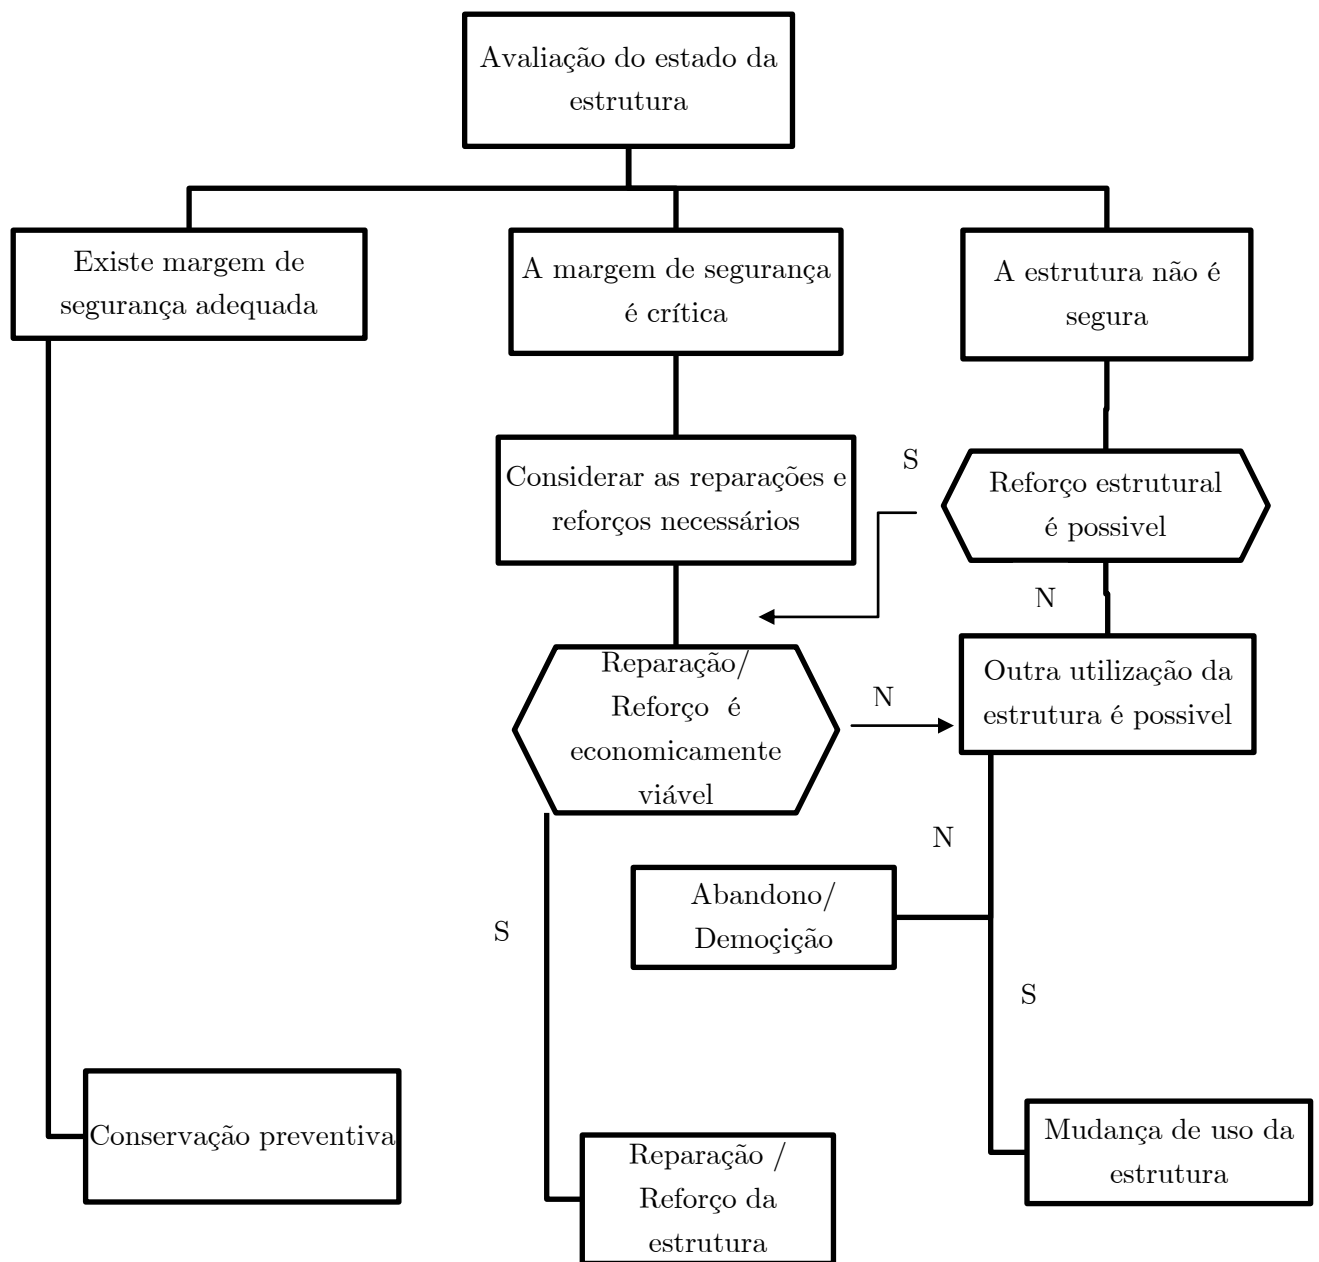 Avaliação do estado da
estrutura
Existe margem de
segurança adequada
A margem de segurança
é crítica
A estrutura não é
segura
Considerar as reparações e
reforços necessários
S
Reforço estrutural
é possivel
N
Reparação/
Reforço é
economicamente
viável
N
Outra utilização da
estrutura é possivel
N
Abandono/
Demoçição
S
S
Conservação preventiva
Mudança de uso da
estrutura
Reparação /
Reforço da
estrutura